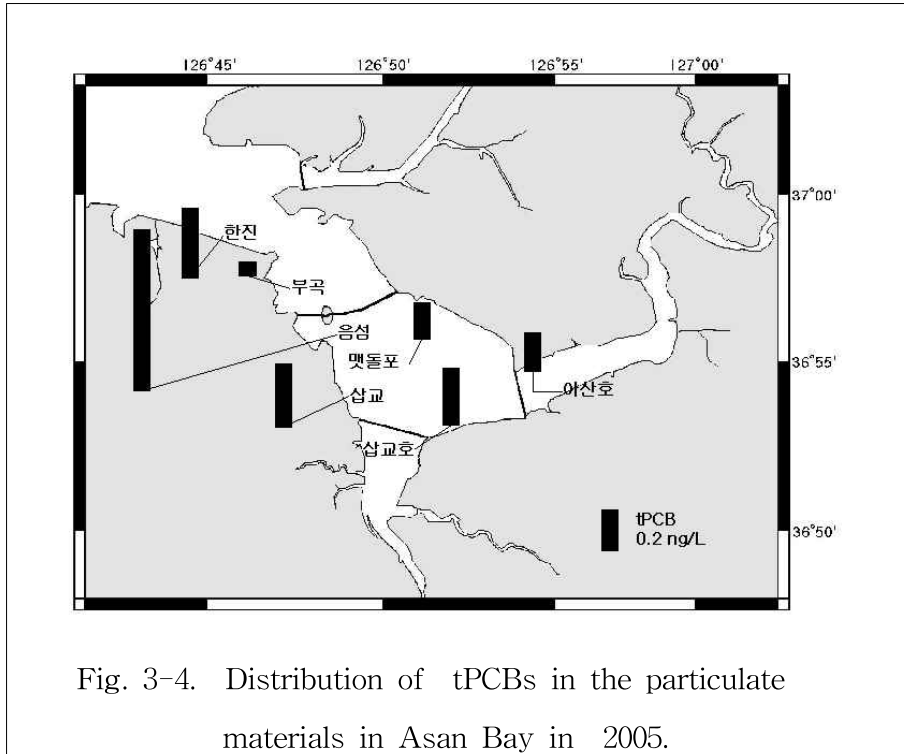 126°45' 126°50' 126°55' 127°00'
37°00'
한진
부곡
음섬
맷돌포
36°55'
삽교
아산호
삽교호
tPCB
0.2 ng/L
36°50'
Fig. 3-4. Distribution of tPCBs in the particulate
materials in Asan Bay in 2005.